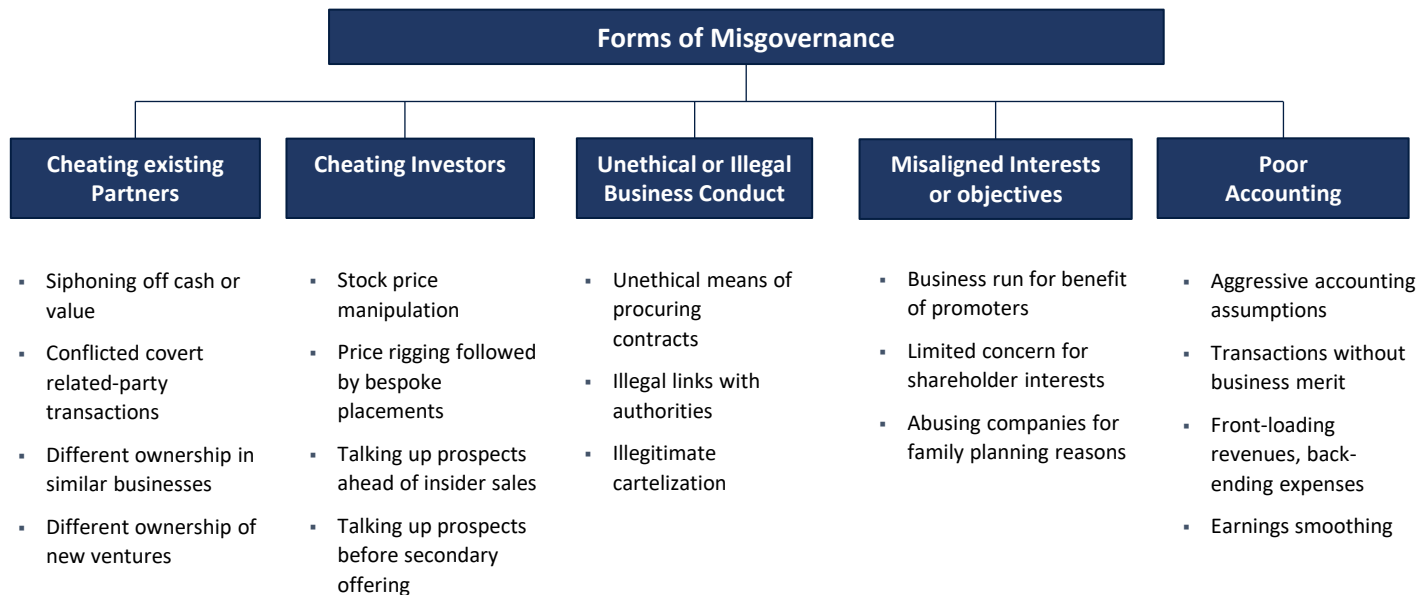 Forms of Misgovernance
Cheating existing
Partners
Cheating Investors
Unethical or Illegal
Business Conduct
Misaligned Interests
or objectives
Poor
Accounting
▪ Siphoning off cash or
value
▪ Conflicted covert
related-party
transactions
▪ Different ownership in
similar businesses
▪ Different ownership of
new ventures
▪ Stock price
manipulation
▪ Price rigging followed
by bespoke
placements
▪ Talking up prospects
ahead of insider sales
▪ Talking up prospects
before secondary
offering
▪ Unethical means of
procuring
contracts
▪ Illegal links with
authorities
▪ Illegitimate
cartelization
▪ Business run for benefit
of promoters
▪ Limited concern for
shareholder interests
▪ Abusing companies for
family planning reasons
▪ Aggressive accounting
assumptions
▪ Transactions without
business merit
▪ Front-loading
revenues, back-
ending expenses
▪ Earnings smoothing